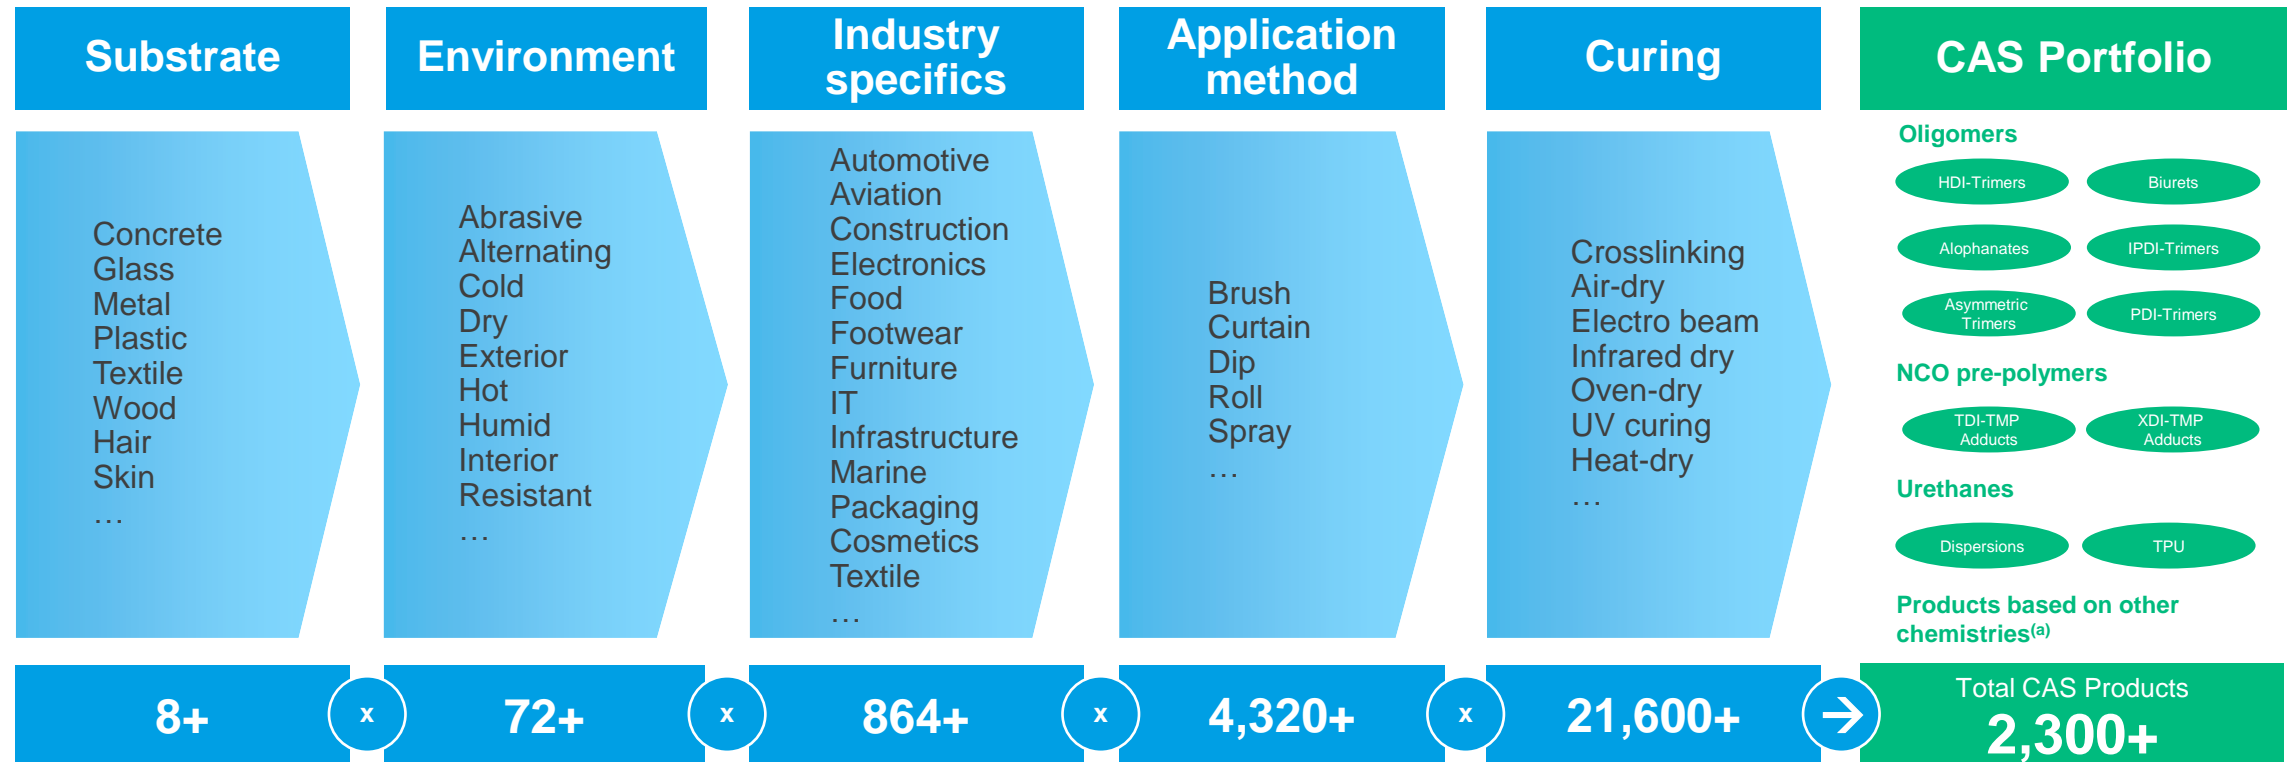 Substrate
Environment
Industry
specifics
Application
method
Curing
CAS Portfolio
Concrete
Glass
Metal
Plastic
Textile
Wood
Hair
Skin
…
Abrasive
Alternating
Cold
Dry
Exterior
Hot
Humid
Interior
Resistant
…
Automotive
Aviation
Construction
Electronics
Food
Footwear
Furniture
IT
Infrastructure
Marine
Packaging
Cosmetics
Textile
…
Brush
Curtain
Dip
Roll
Spray
…
Crosslinking
Air-dry
Electro beam
Infrared dry
Oven-dry
UV curing
Heat-dry
…
Oligomers
HDI-Trimers
Biurets
Alophanates
IPDI-Trimers
Asymmetric
Trimers
PDI-Trimers
NCO pre-polymers
TDI-TMP
Adducts
XDI-TMP
Adducts
Urethanes
Dispersions
TPU
Products based on other
chemistries(a)
8+
x
72+
x
864+
x
4,320+
x
21,600+
→
Total CAS Products
2,300+